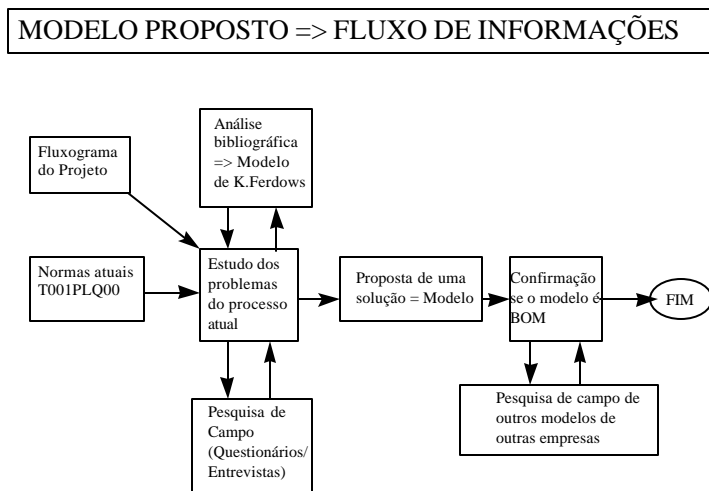 MODELO PROPOSTO => FLUXO DE INFORMAÇÕES
Análise
bibliográfica
=> Modelo
de K.Ferdows
Fluxograma
do Projeto
Normas atuais
T001PLQ00
Estudo dos
problemas
do processo
atual
Proposta de uma
solução = Modelo
Confirmação
se o modelo é
BOM
FIM
Pesquisa de
Campo
(Questionários/
Entrevistas)
Pesquisa de campo de
outros modelos de
outras empresas